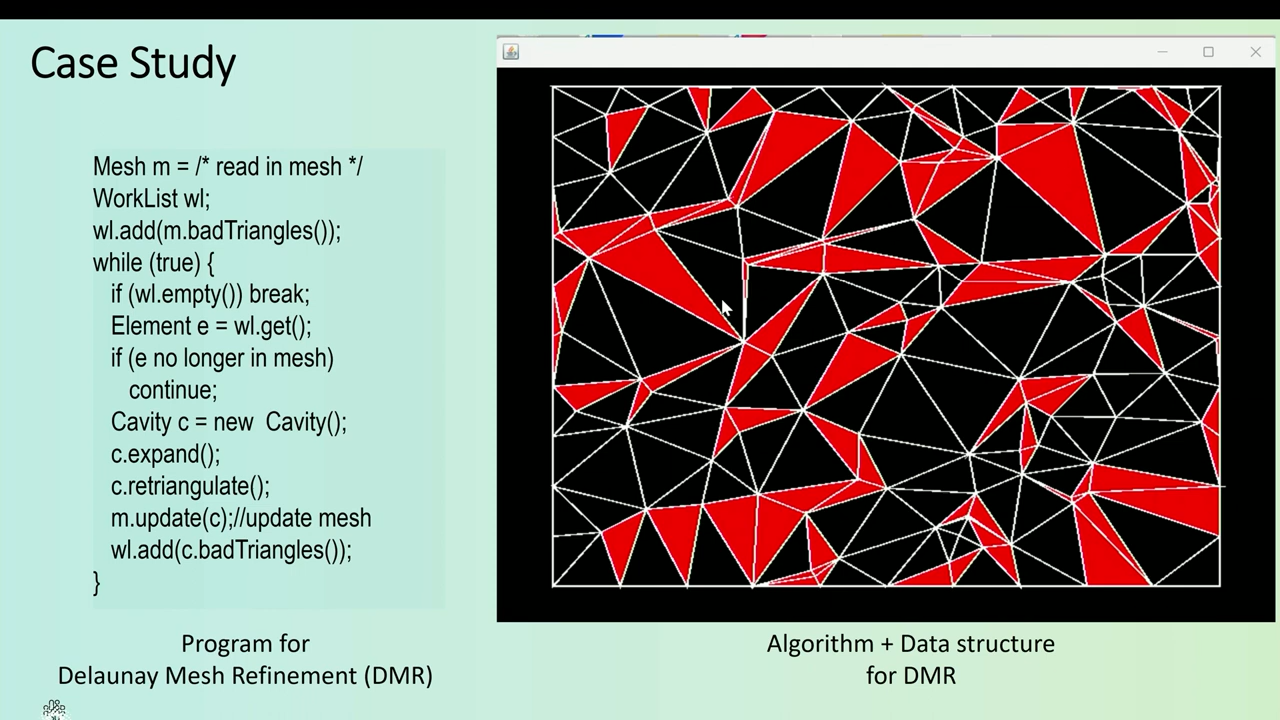 Case Study
Mesh m = /* read in mesh */
WorkList wl;
wl.add(m.badTriangles());
while (true) {
if (wl.empty()) break;
Element e = wl.get();
if (e no longer in mesh)
continue;
Cavity c = new Cavity();
c.expand();
c.retriangulate();
m.update(c);//update mesh
wl.add(c.badTriangles());
}
Program for
Delaunay Mesh Refinement (DMR)
Algorithm + Data structure
for DMR